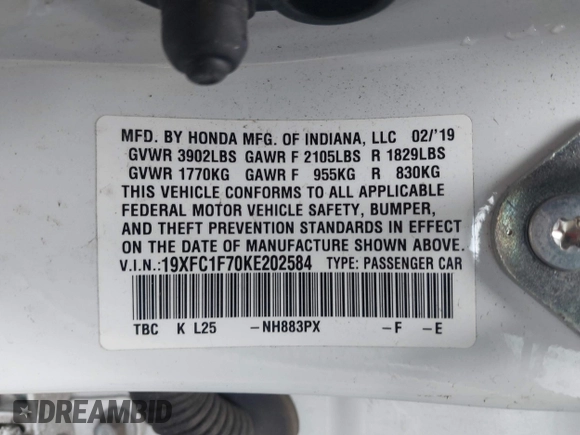 MFD. BY HONDA MFG. OF INDIANA, LLC 02/'19
GVWR 3902LBS GAWR F 2105LBS R 1829LBS
GVWR 1770KG GAWR F 955KG R 830KG
THIS VEHICLE CONFORMS TO ALL APPLICABLE
FEDERAL MOTOR VEHICLE SAFETY, BUMPER,
AND THEFT PREVENTION STANDARDS IN EFFECT
ON THE DATE OF MANUFACTURE SHOWN ABOVE.
V.I.N.:19XFC1F70KE202584 TYPE: PASSENGER CAR
TBC K L25 -NH883PX -F -E
DREAMBID